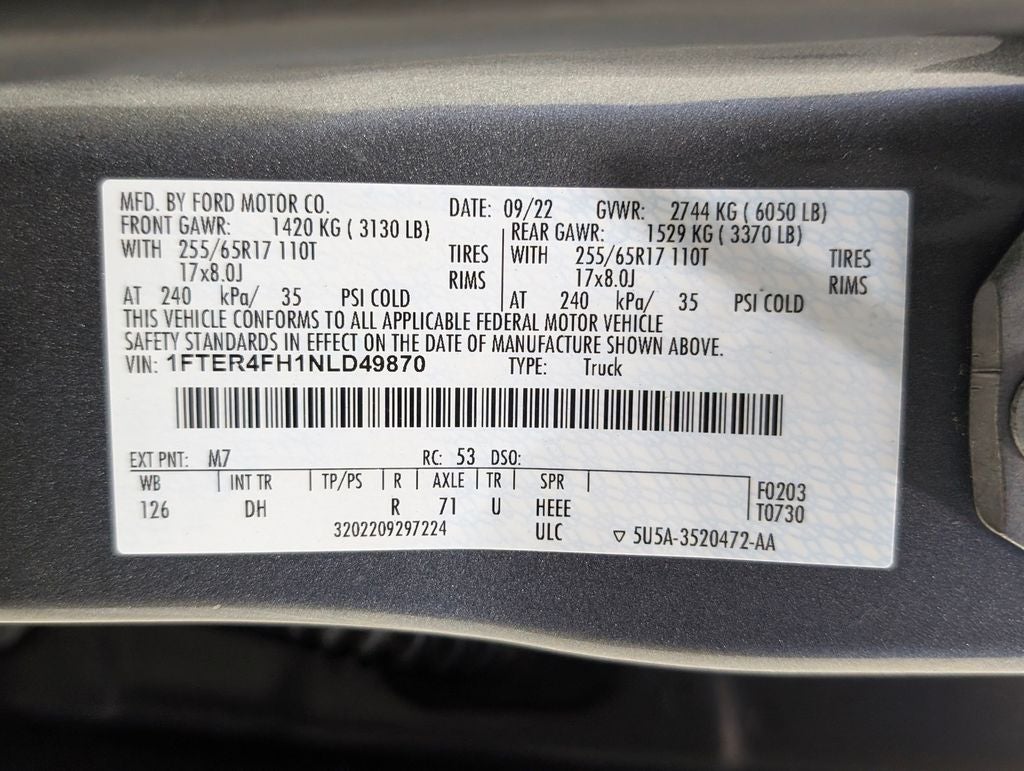 MFD. BY FORD MOTOR CO. DATE: 09/22 GVWR: 2744 KG ( 6050 LB)
FRONT GAWR: 1420 KG ( 3130 LB) REAR GAWR: 1529 KG ( 3370 LB)
WITH 255/65R17 110T TIRES WITH 255/65R17 110T TIRES
17x8.0J RIMS 17x8.0J RIMS
AT 240 kPa/ 35 PSI COLD AT 240 kPa/ 35 PSI COLD
THIS VEHICLE CONFORMS TO ALL APPLICABLE FEDERAL MOTOR VEHICLE
SAFETY STANDARDS IN EFFECT ON THE DATE OF MANUFACTURE SHOWN ABOVE.
VIN: 1FTER4FH1NLD49870 TYPE: Truck
EXT PNT: M7 RC: 53 DSO:
WB INT TR TP/PS R AXLE TR SPR F0203
126 DH R 71 U HEEE T0730
3202209297224 ULC ▽ 5U5A-3520472-AA